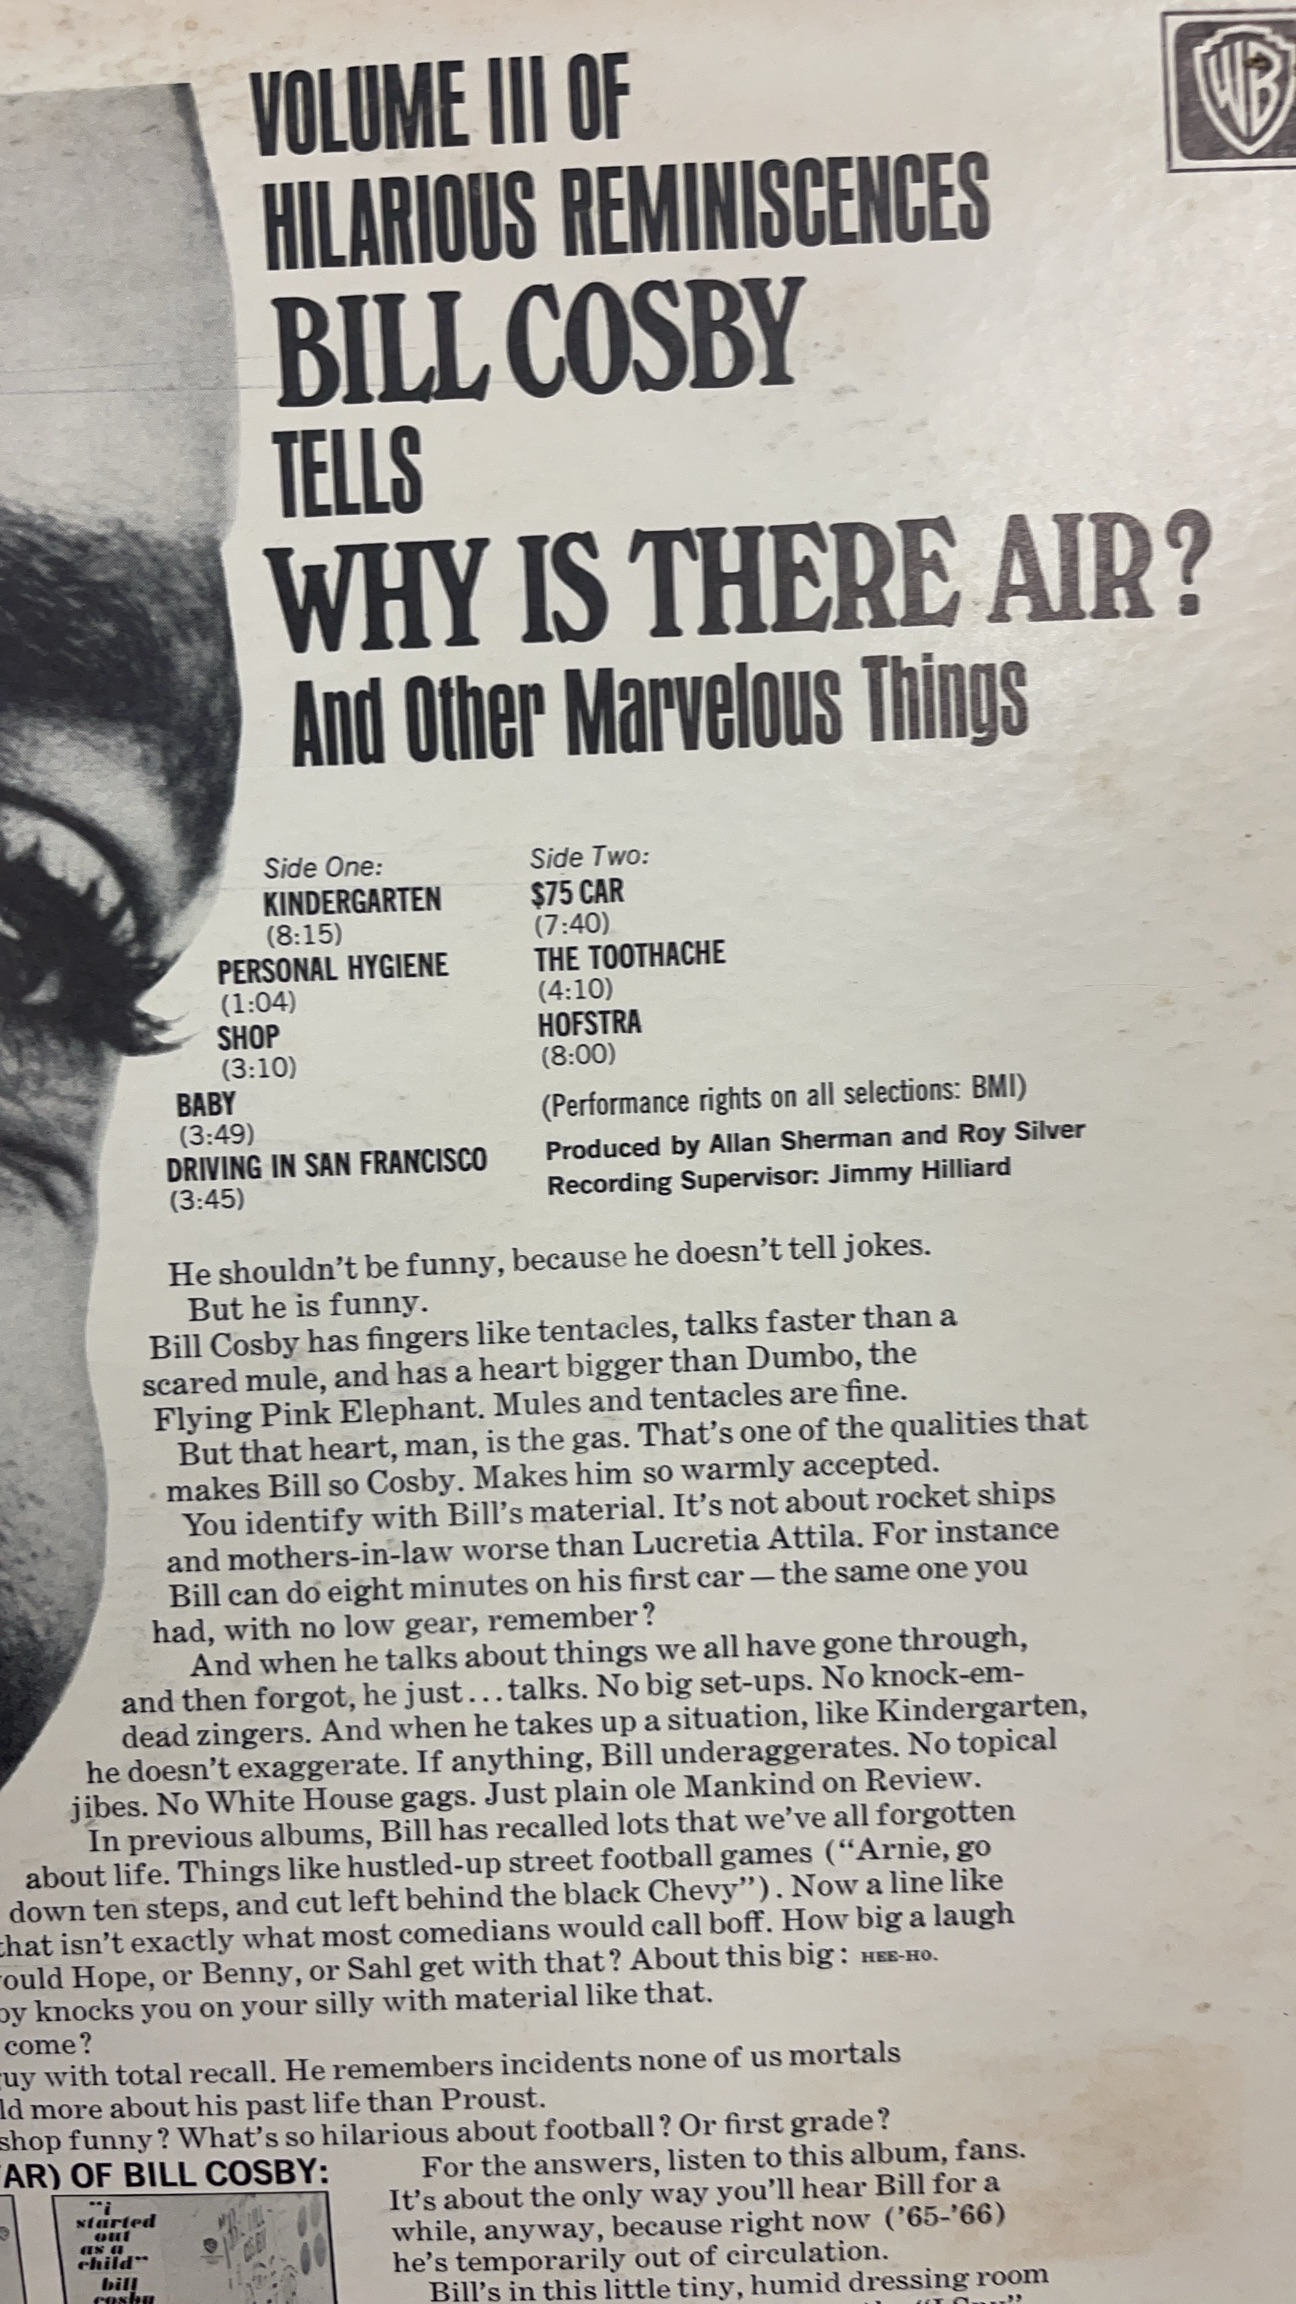 WB
VOLUME III OF
HILARIOUS REMINISCENCES
BILL COSBY
TELLS
WHY IS THERE AIR?
And Other Marvelous Things
Side One:
KINDERGARTEN
(8:15)
PERSONAL HYGIENE
(1:04)
SHOP
(3:10)
BABY
(3:49)
DRIVING IN SAN FRANCISCO
(3:45)
Side Two:
$75 CAR
(7:40)
THE TOOTHACHE
(4:10)
HOFSTRA
(8:00)
(Performance rights on all selections: BMI)
Produced by Allan Sherman and Roy Silver
Recording Supervisor: Jimmy Hilliard
He shouldn't be funny, because he doesn't tell jokes.
But he is funny.
Bill Cosby has fingers like tentacles, talks faster than a
scared mule, and has a heart bigger than Dumbo, the
Flying Pink Elephant. Mules and tentacles are fine.
But that heart, man, is the gas. That's one of the qualities that
makes Bill so Cosby. Makes him so warmly accepted.
You identify with Bill's material. It's not about rocket ships
and mothers-in-law worse than Lucretia Attila. For instance
Bill can do eight minutes on his first car—the same one you
had, with no low gear, remember?
And when he talks about things we all have gone through,
and then forgot, he just...talks. No big set-ups. No knock-em-
dead zingers. And when he takes up a situation, like Kindergarten,
he doesn't exaggerate. If anything, Bill underaggerates. No topical
jibes. No White House gags. Just plain ole Mankind on Review.
In previous albums, Bill has recalled lots that we've all forgotten
about life. Things like hustled-up street football games ("Arnie, go
down ten steps, and cut left behind the black Chevy"). Now a line like
that isn't exactly what most comedians would call boff. How big a laugh
ould Hope, or Benny, or Sahl get with that? About this big: HEE-HO.
by knocks you on your silly with material like that.
come?
uy with total recall. He remembers incidents none of us mortals
ld more about his past life than Proust.
shop funny? What's so hilarious about football? Or first grade?
AR) OF BILL COSBY:
"i
started
out
as a
child"
bill
cosby
For the answers, listen to this album, fans.
It's about the only way you'll hear Bill for a
while, anyway, because right now ('65-'66)
he's temporarily out of circulation.
Bill's in this little tiny, humid dressing room